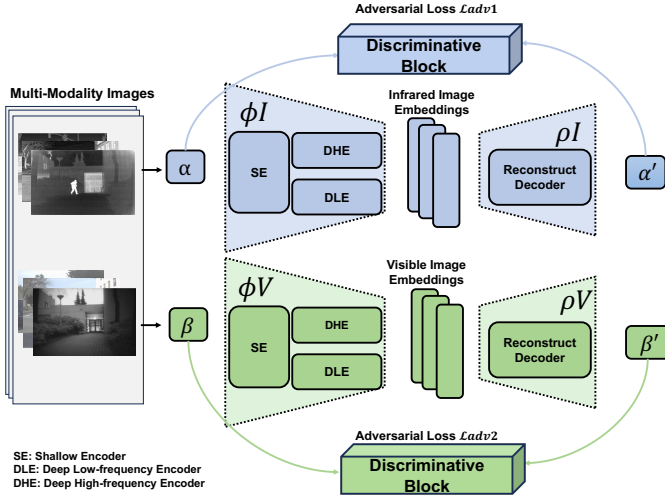 Adversarial Loss ℒadv1
Discriminative
Block
Multi-Modality Images
Infrared Image
Embeddings
ϕI
ρI
SE
DHE
DLE
Reconstruct
Decoder
α
α′
Visible Image
Embeddings
ϕV
ρV
SE
DHE
DLE
Reconstruct
Decoder
β
β′
Adversarial Loss ℒadv2
Discriminative
Block
SE: Shallow Encoder
DLE: Deep Low-frequency Encoder
DHE: Deep High-frequency Encoder